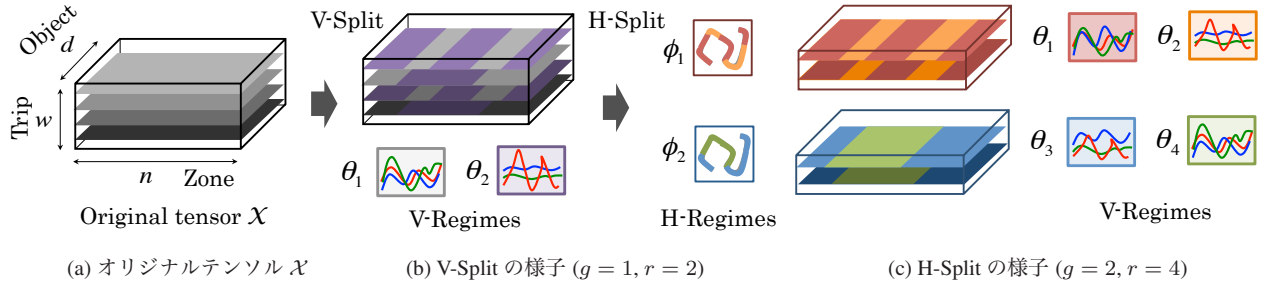 Object
d
Trip
w
n
Zone
Original tensor 𝒳
V-Split
θ₁
θ₂
V-Regimes
H-Split
ϕ₁
ϕ₂
H-Regimes
θ₁
θ₂
θ₃
θ₄
V-Regimes
(a) オリジナルテンソル 𝒳
(b) V-Split の様子 (g = 1, r = 2)
(c) H-Split の様子 (g = 2, r = 4)